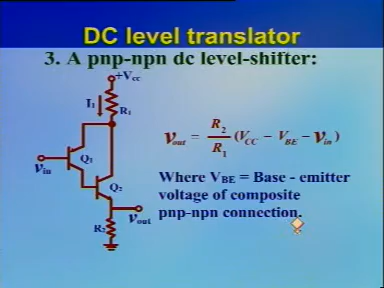 DC level translator
3. A pnp-npn dc level-shifter:
+Vcc
I1
R1
Q1
vin
Q2
vout
R2
vout = R2/R1 (VCC − VBE − vin)
Where VBE = Base - emitter
voltage of composite
pnp-npn connection.